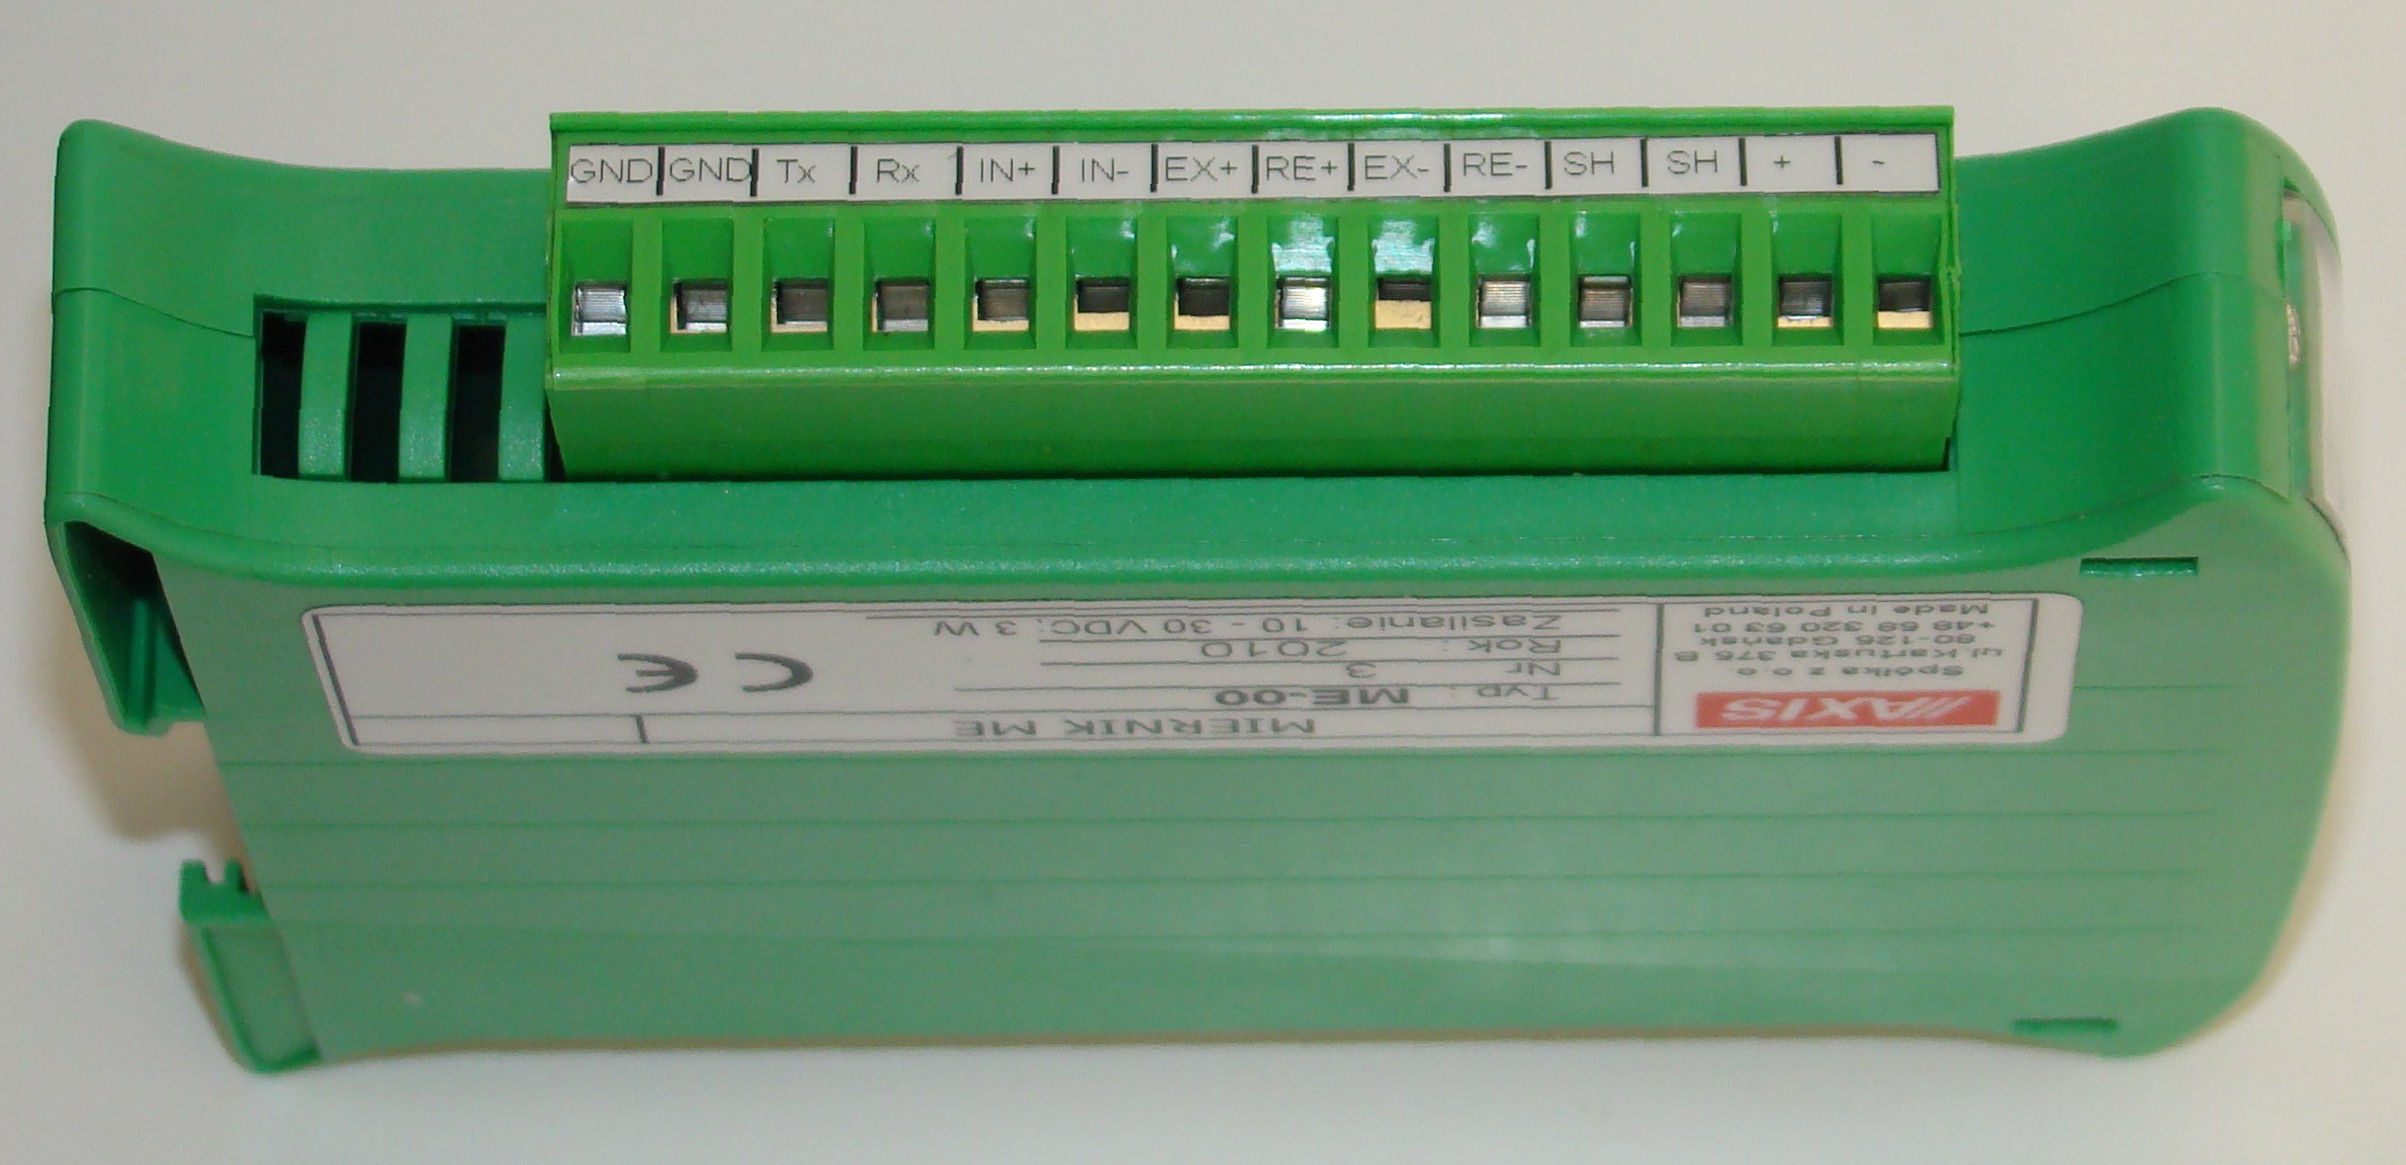 GND GND Tx Rx IN+ IN- EX+ RE+ EX- RE- SH SH + -
//AXIS
Spółka z o.o.
ul.Kartuska 375 B
80-125 Gdańsk
+48 58 320 63 01
Made in Poland
MIERNIK ME
Typ : ME-00
Nr 3
Rok : 2010
Zasilanie: 10 - 30 VDC; 3 W
CE